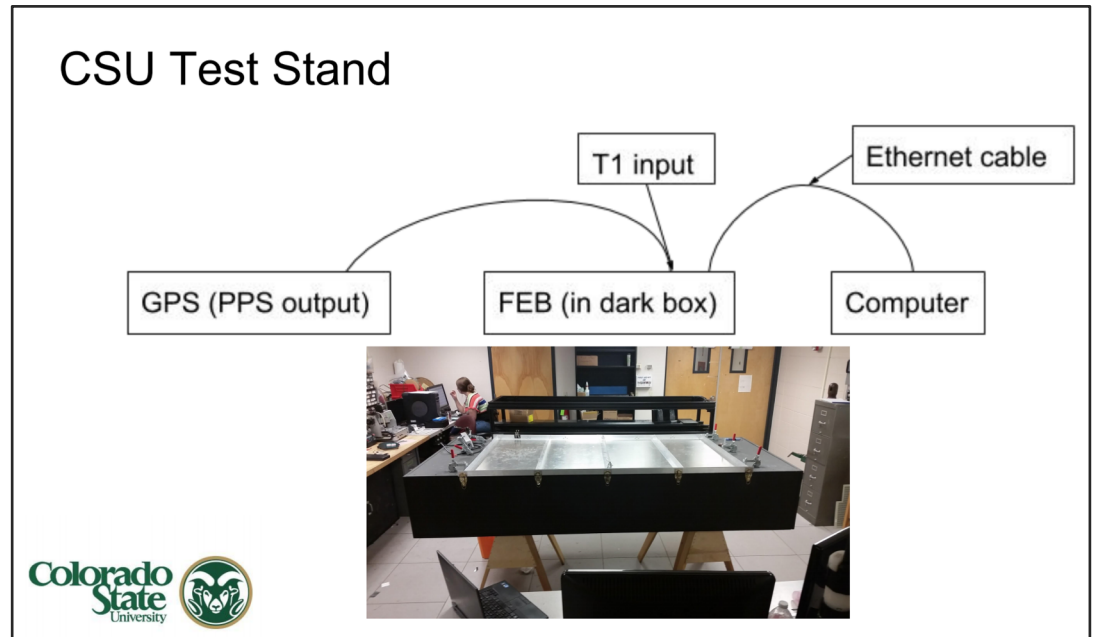 CSU Test Stand
T1 input
Ethernet cable
GPS (PPS output)
FEB (in dark box)
Computer
Colorado
State
University